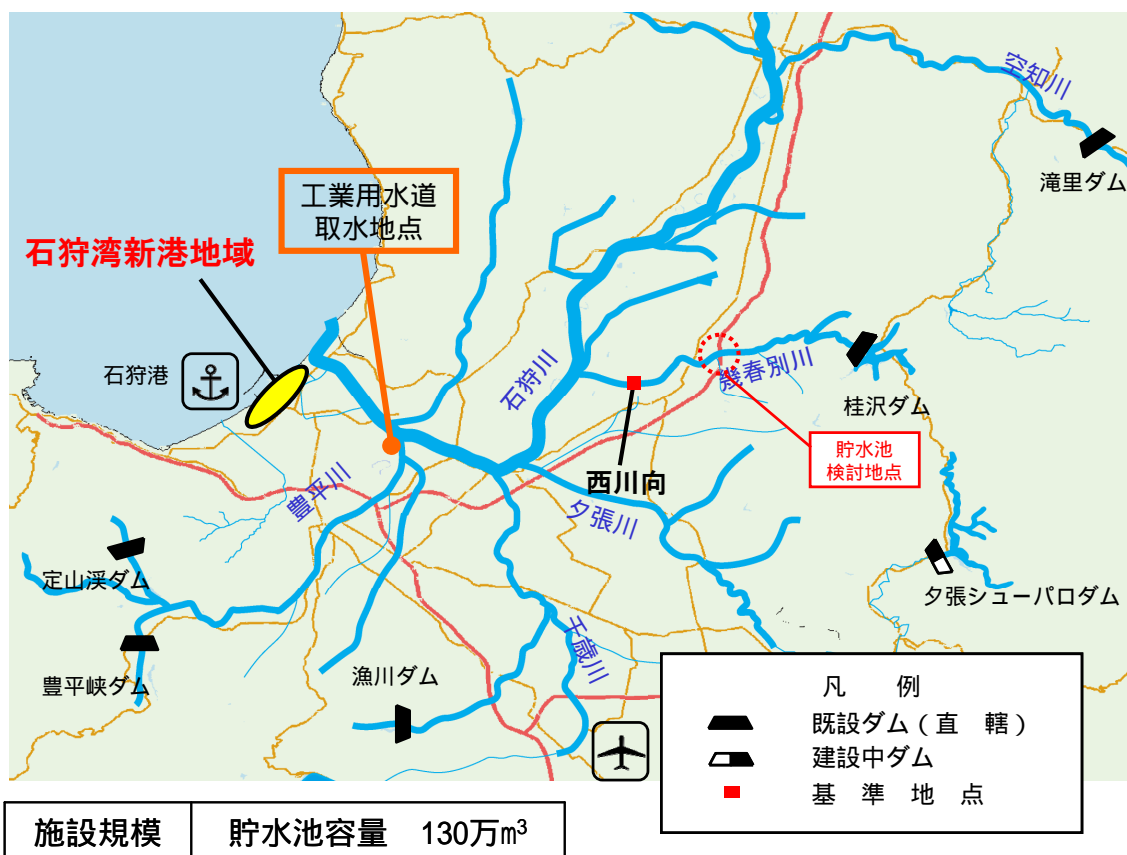 空知川
滝里ダム
工業用水道
取水地点
石狩湾新港地域
石狩港
石狩川
幾春別川
桂沢ダム
貯水池
検討地点
西川向
夕張川
豊平川
定山渓ダム
夕張シューパロダム
千歳川
漁川ダム
豊平峡ダム
凡 例
既設ダム(直 轄)
建設中ダム
基 準 地 点
施設規模 貯水池容量 130万m³